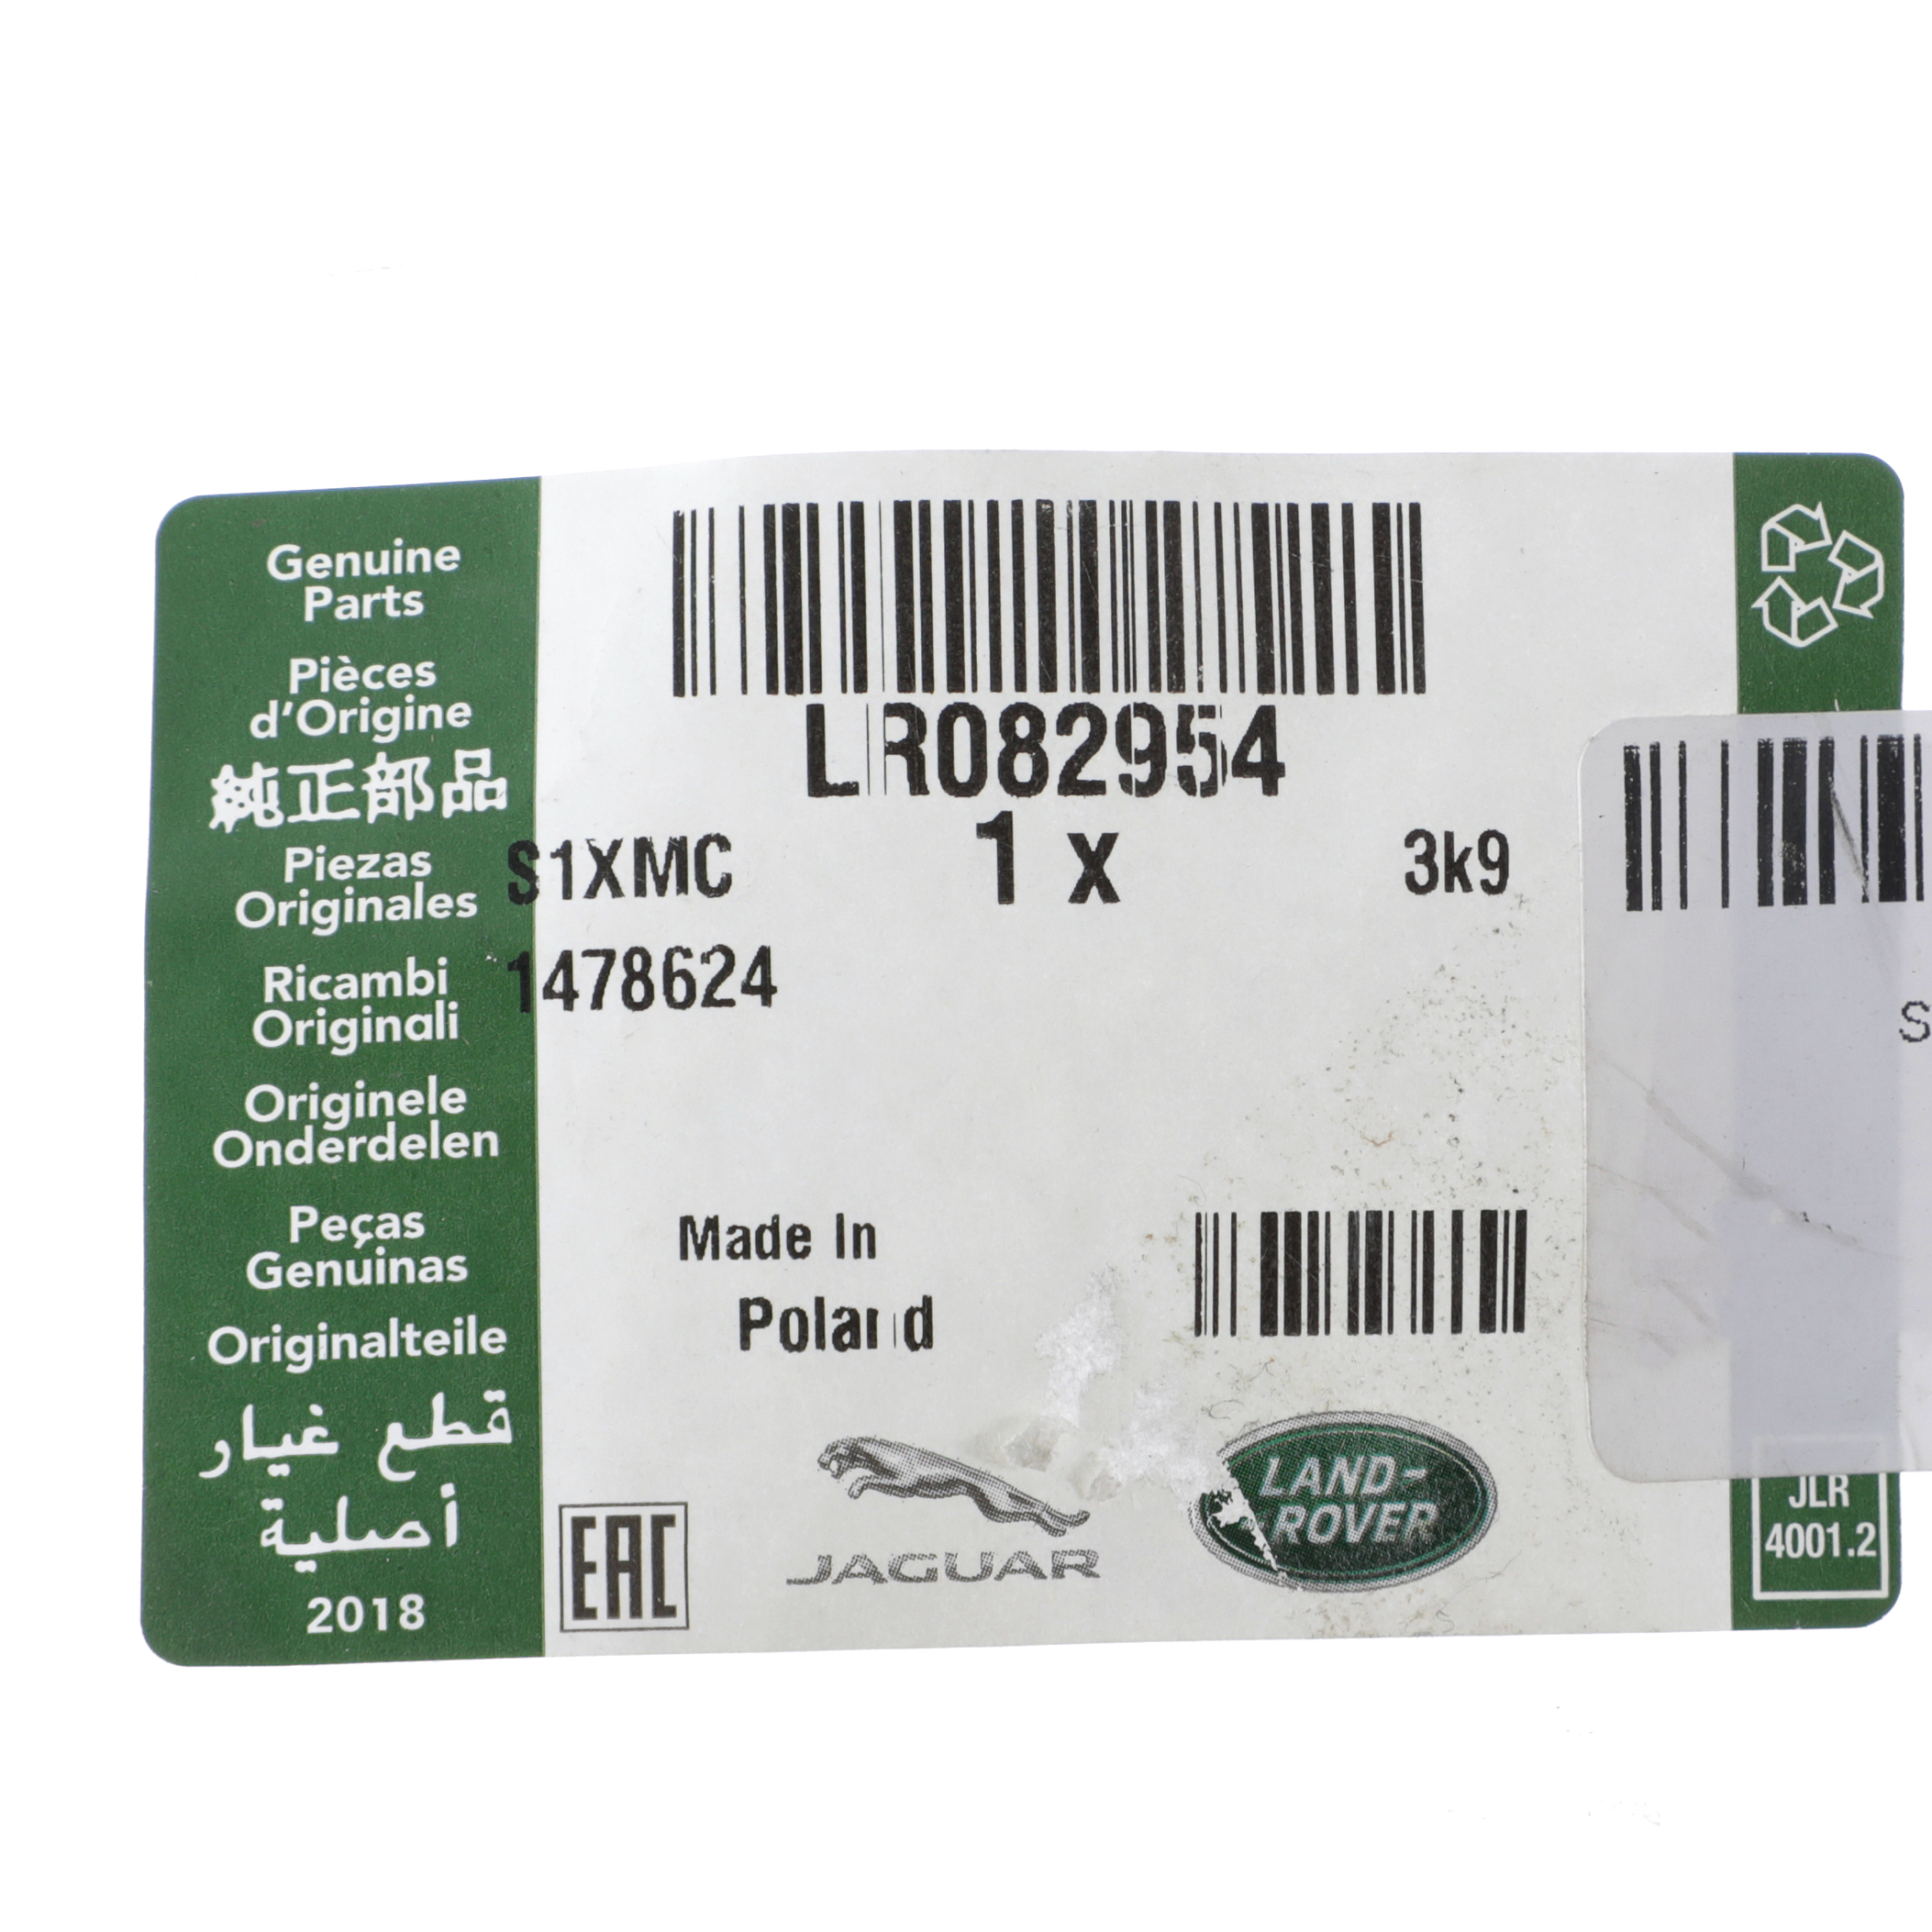 Genuine
Parts
Pièces
d'Origine
純正部品
Piezas
Originales
Ricambi
Originali
Originele
Onderdelen
Peças
Genuinas
Originalteile
قطع غيار
أصلية
2018
LR082954
S1XMC 1 x 3k9
1478624
Made In
Poland
EAC
JAGUAR
LAND-
ROVER
S
JLR
4001.2